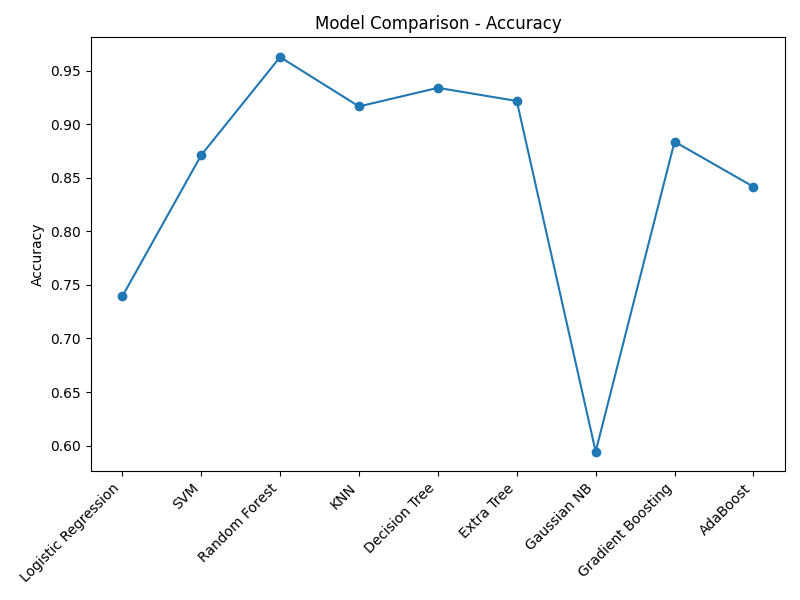 Model Comparison - Accuracy
Accuracy
0.95
0.90
0.85
0.80
0.75
0.70
0.65
0.60
Logistic Regression
SVM
Random Forest
KNN
Decision Tree
Extra Tree
Gaussian NB
Gradient Boosting
AdaBoost